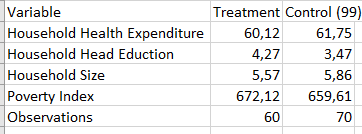 Variable Treatment Control (99)
Household Health Expenditure 60,12 61,75
Household Head Eduction 4,27 3,47
Household Size 5,57 5,86
Poverty Index 672,12 659,61
Observations 60 70